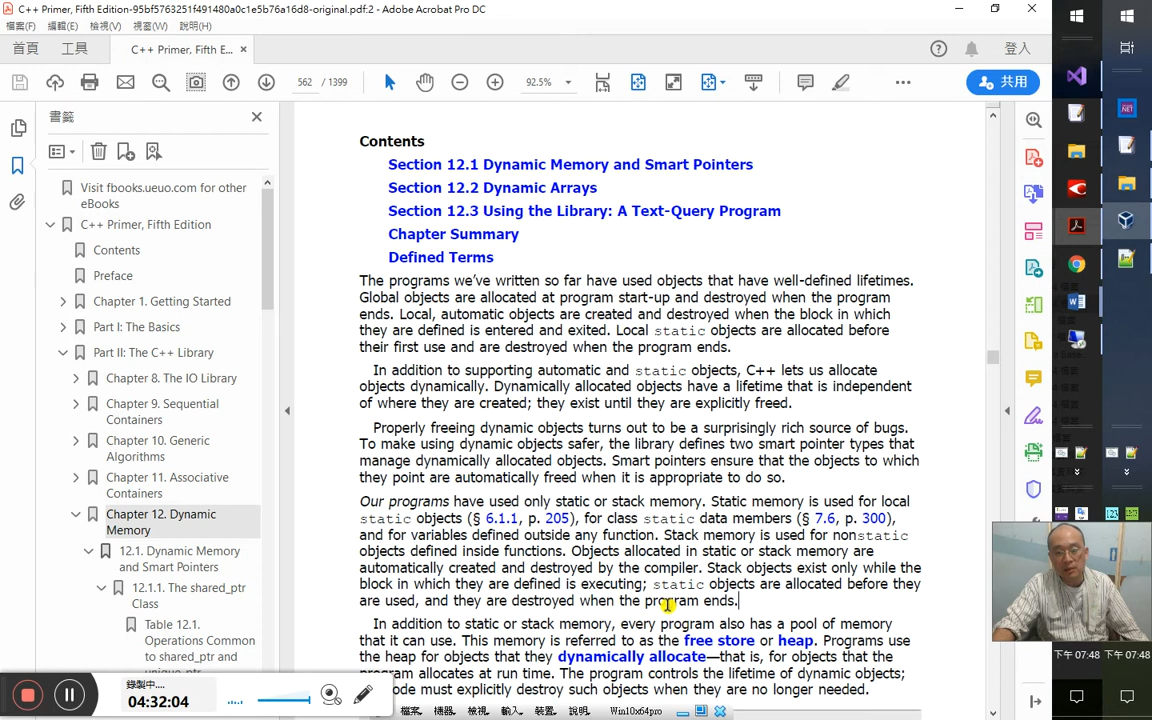 C++ Primer, Fifth Edition-95bf5763251f491480a0c1e5b76a16d8-original.pdf:2 - Adobe Acrobat Pro DC
檔案(F) 編輯(E) 檢視(V) 視窗(W) 說明(H)
首頁 工具 C++ Primer, Fifth E... × 登入
562 / 1399 92.5% 共用
書籤
Visit fbooks.ueuo.com for other
eBooks
C++ Primer, Fifth Edition
Contents
Preface
Chapter 1. Getting Started
Part I: The Basics
Part II: The C++ Library
Chapter 8. The IO Library
Chapter 9. Sequential
Containers
Chapter 10. Generic
Algorithms
Chapter 11. Associative
Containers
Chapter 12. Dynamic
Memory
12.1. Dynamic Memory
and Smart Pointers
12.1.1. The shared_ptr
Class
Table 12.1.
Operations Common
to shared_ptr and
unique_ptr
Contents
Section 12.1 Dynamic Memory and Smart Pointers
Section 12.2 Dynamic Arrays
Section 12.3 Using the Library: A Text-Query Program
Chapter Summary
Defined Terms
The programs we've written so far have used objects that have well-defined lifetimes.
Global objects are allocated at program start-up and destroyed when the program
ends. Local, automatic objects are created and destroyed when the block in which
they are defined is entered and exited. Local static objects are allocated before
their first use and are destroyed when the program ends.
In addition to supporting automatic and static objects, C++ lets us allocate
objects dynamically. Dynamically allocated objects have a lifetime that is independent
of where they are created; they exist until they are explicitly freed.
Properly freeing dynamic objects turns out to be a surprisingly rich source of bugs.
To make using dynamic objects safer, the library defines two smart pointer types that
manage dynamically allocated objects. Smart pointers ensure that the objects to which
they point are automatically freed when it is appropriate to do so.
Our programs have used only static or stack memory. Static memory is used for local
static objects (§ 6.1.1, p. 205), for class static data members (§ 7.6, p. 300),
and for variables defined outside any function. Stack memory is used for nonstatic
objects defined inside functions. Objects allocated in static or stack memory are
automatically created and destroyed by the compiler. Stack objects exist only while the
block in which they are defined is executing; static objects are allocated before they
are used, and they are destroyed when the program ends.
In addition to static or stack memory, every program also has a pool of memory
that it can use. This memory is referred to as the free store or heap. Programs use
the heap for objects that they dynamically allocate—that is, for objects that the
program allocates at run time. The program controls the lifetime of dynamic objects;
ode must explicitly destroy such objects when they are no longer needed.
錄製中...
04:32:04
檔案 機器 檢視 輸入 裝置 說明 Win10x64pro
下午 07:48 下午 07:48